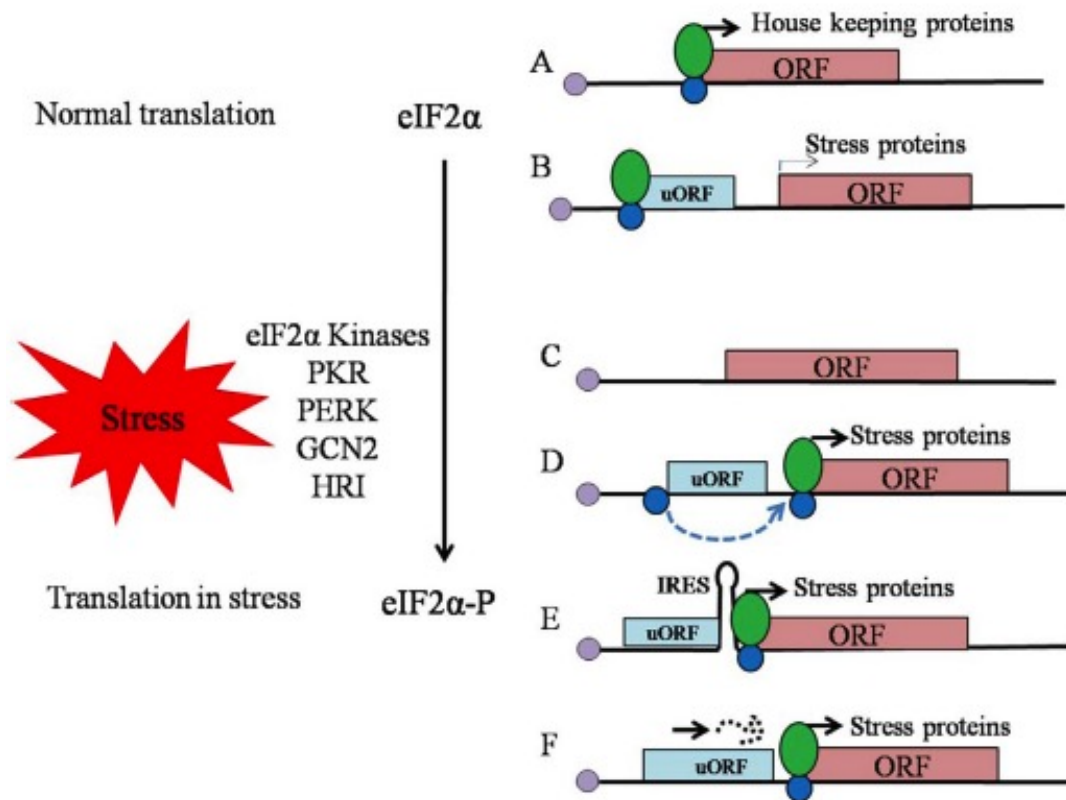 Normal translation
eIF2α
Stress
eIF2α Kinases
PKR
PERK
GCN2
HRI
Translation in stress
eIF2α-P
A
House keeping proteins
ORF
B
Stress proteins
uORF
ORF
C
ORF
D
Stress proteins
uORF
ORF
E
IRES
Stress proteins
uORF
ORF
F
Stress proteins
uORF
ORF